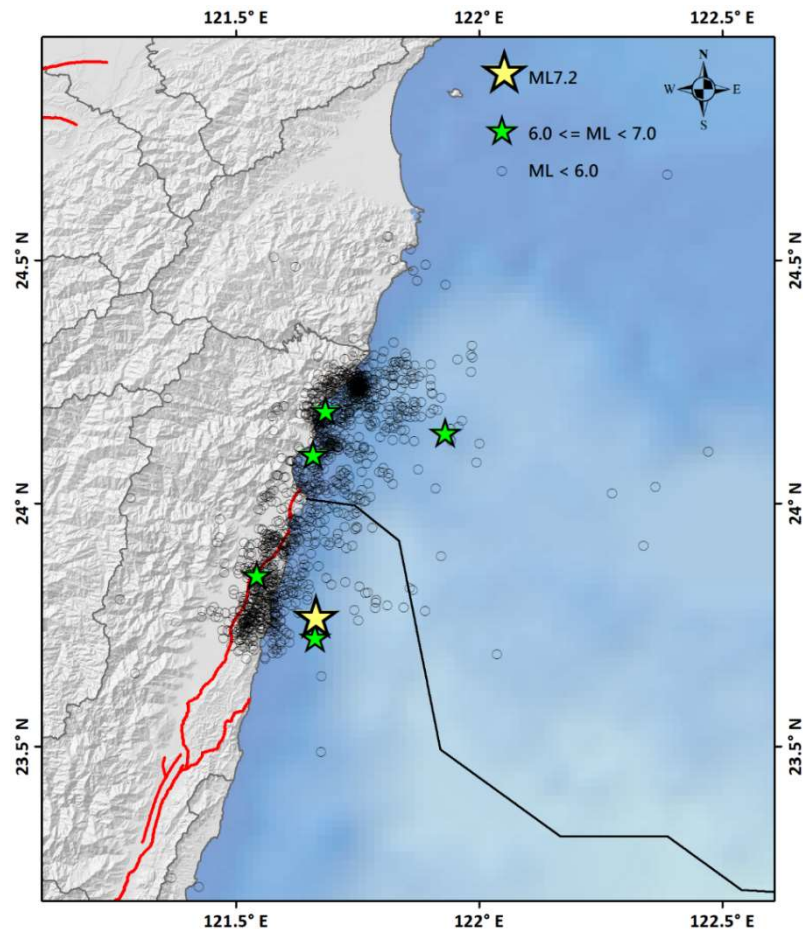 121.5° E 122° E 122.5° E
N
W E
S
ML7.2
6.0 <= ML < 7.0
ML < 6.0
24.5° N 24.5° N
24° N 24° N
23.5° N 23.5° N
121.5° E 122° E 122.5° E